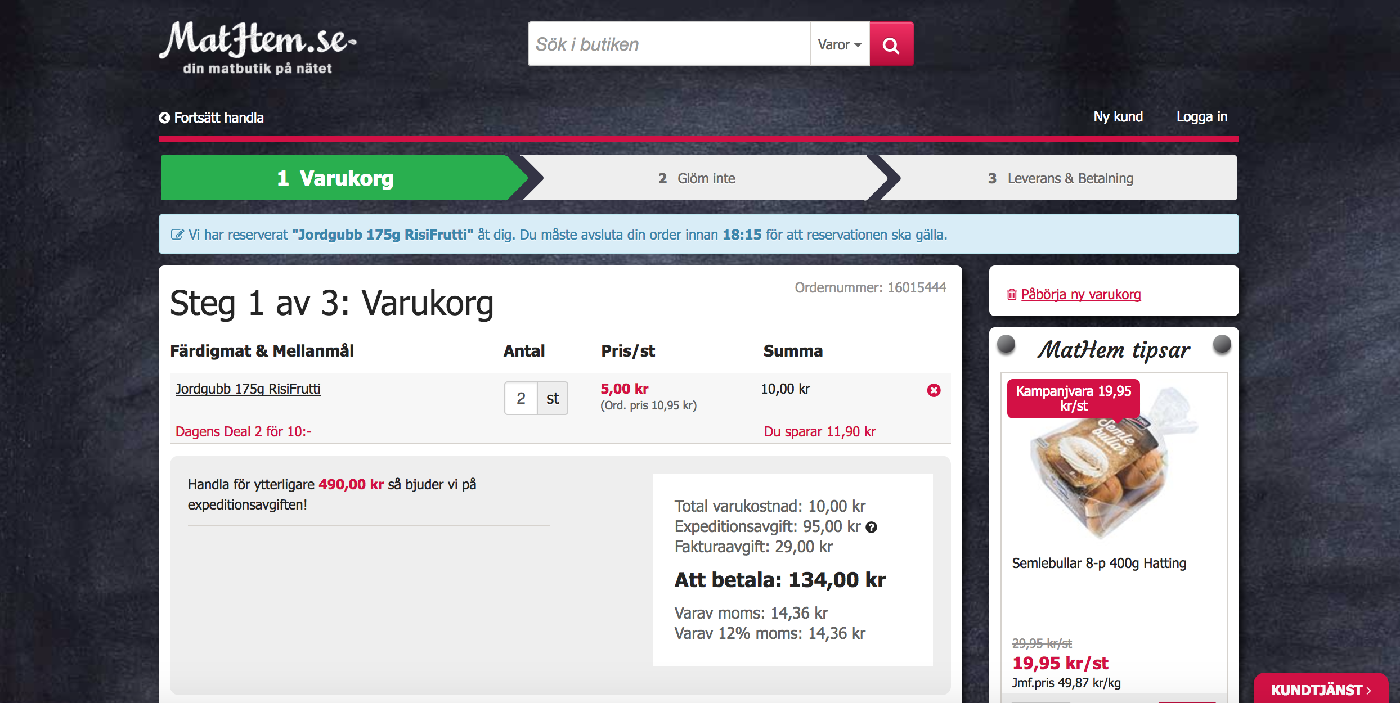 MatHem.se
din matbutik på nätet
Sök i butiken
Varor
Fortsätt handla
Ny kund
Logga in
1 Varukorg
2 Glöm inte
3 Leverans & Betalning
Vi har reserverat "Jordgubb 175g RisiFrutti" åt dig. Du måste avsluta din order innan 18:15 för att reservationen ska gälla.
Steg 1 av 3: Varukorg
Ordernummer: 16015444
Färdigmat & Mellanmål Antal Pris/st Summa
Jordgubb 175g RisiFrutti 2 st 5,00 kr 10,00 kr
(Ord. pris 10,95 kr)
Dagens Deal 2 för 10:- Du sparar 11,90 kr
Handla för ytterligare 490,00 kr så bjuder vi på
expeditionsavgiften!
Total varukostnad: 10,00 kr
Expeditionsavgift: 95,00 kr ?
Fakturaavgift: 29,00 kr
Att betala: 134,00 kr
Varav moms: 14,36 kr
Varav 12% moms: 14,36 kr
Påbörja ny varukorg
MatHem tipsar
Kampanjvara 19,95
kr/st
Semle
bullar
Semlebullar 8-p 400g Hatting
29,95 kr/st
19,95 kr/st
Jmf.pris 49,87 kr/kg
KUNDTJÄNST ›